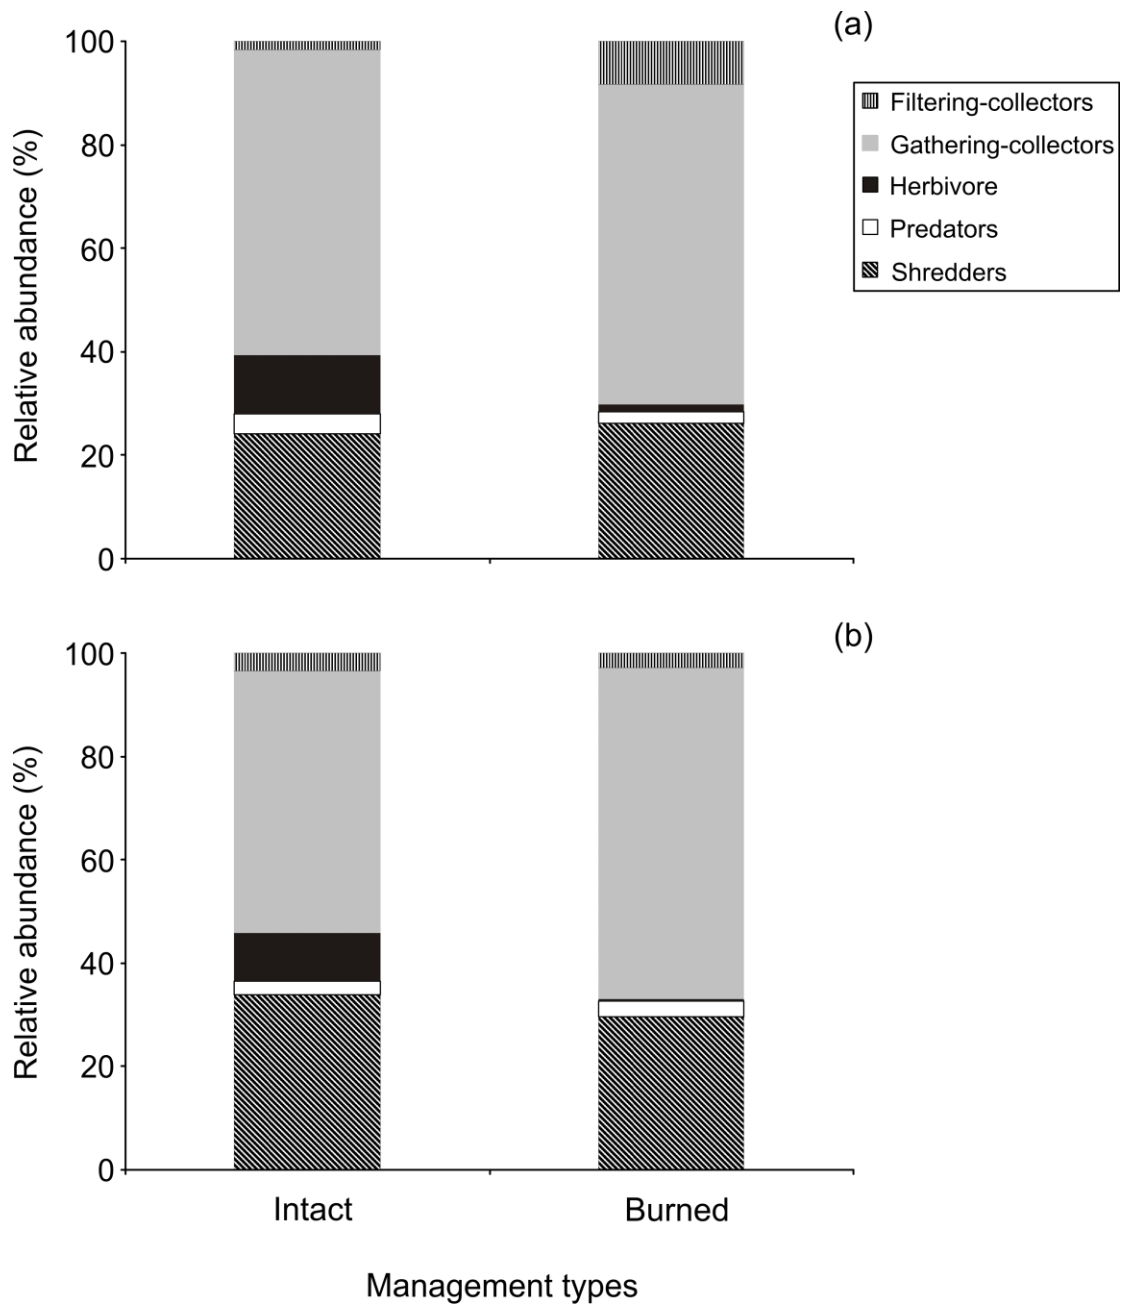 (a)
100
80
60
40
20
0
Relative abundance (%)
Filtering-collectors
Gathering-collectors
Herbivore
Predators
Shredders
(b)
100
80
60
40
20
0
Relative abundance (%)
Intact Burned
Management types